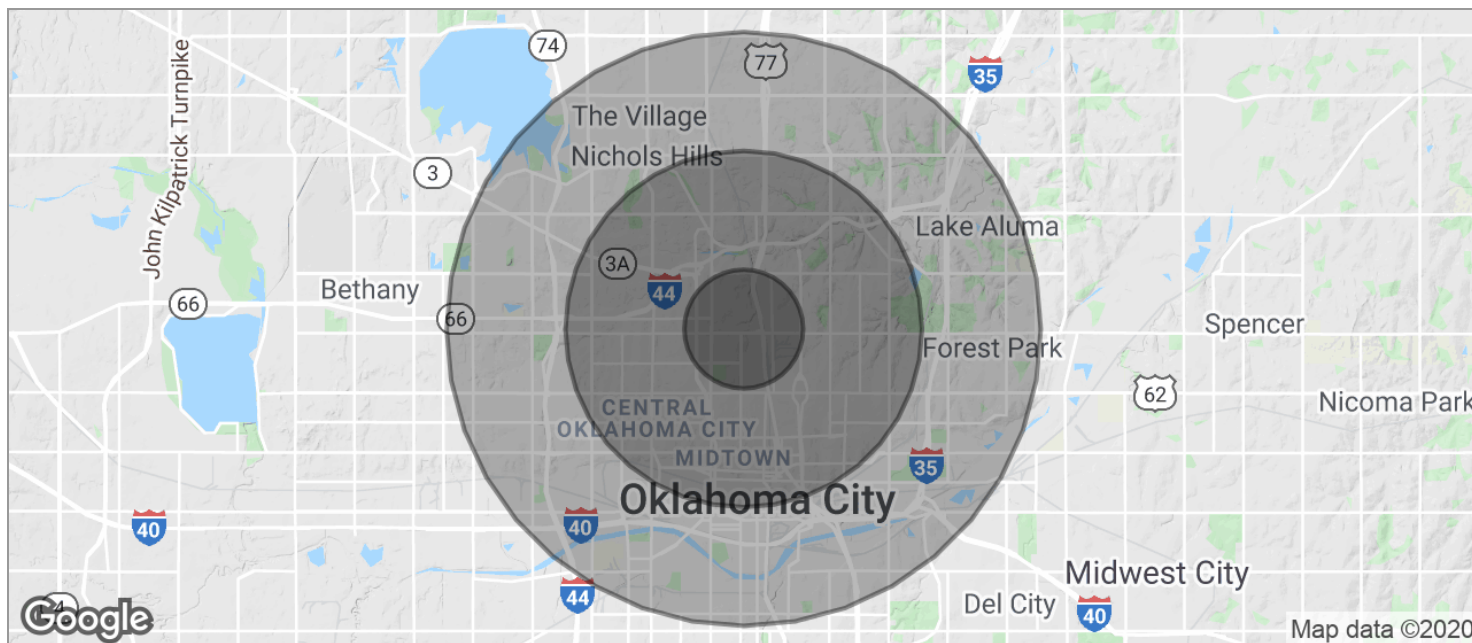 74
77
35
John Kilpatrick Turnpike
The Village
Nichols Hills
3
Lake Aluma
3A
44
Bethany
66
66
Spencer
Forest Park
62
Nicoma Park
CENTRAL
OKLAHOMA CITY
MIDTOWN
35
Oklahoma City
40
40
Midwest City
44
Del City
40
Google
Map data ©2020